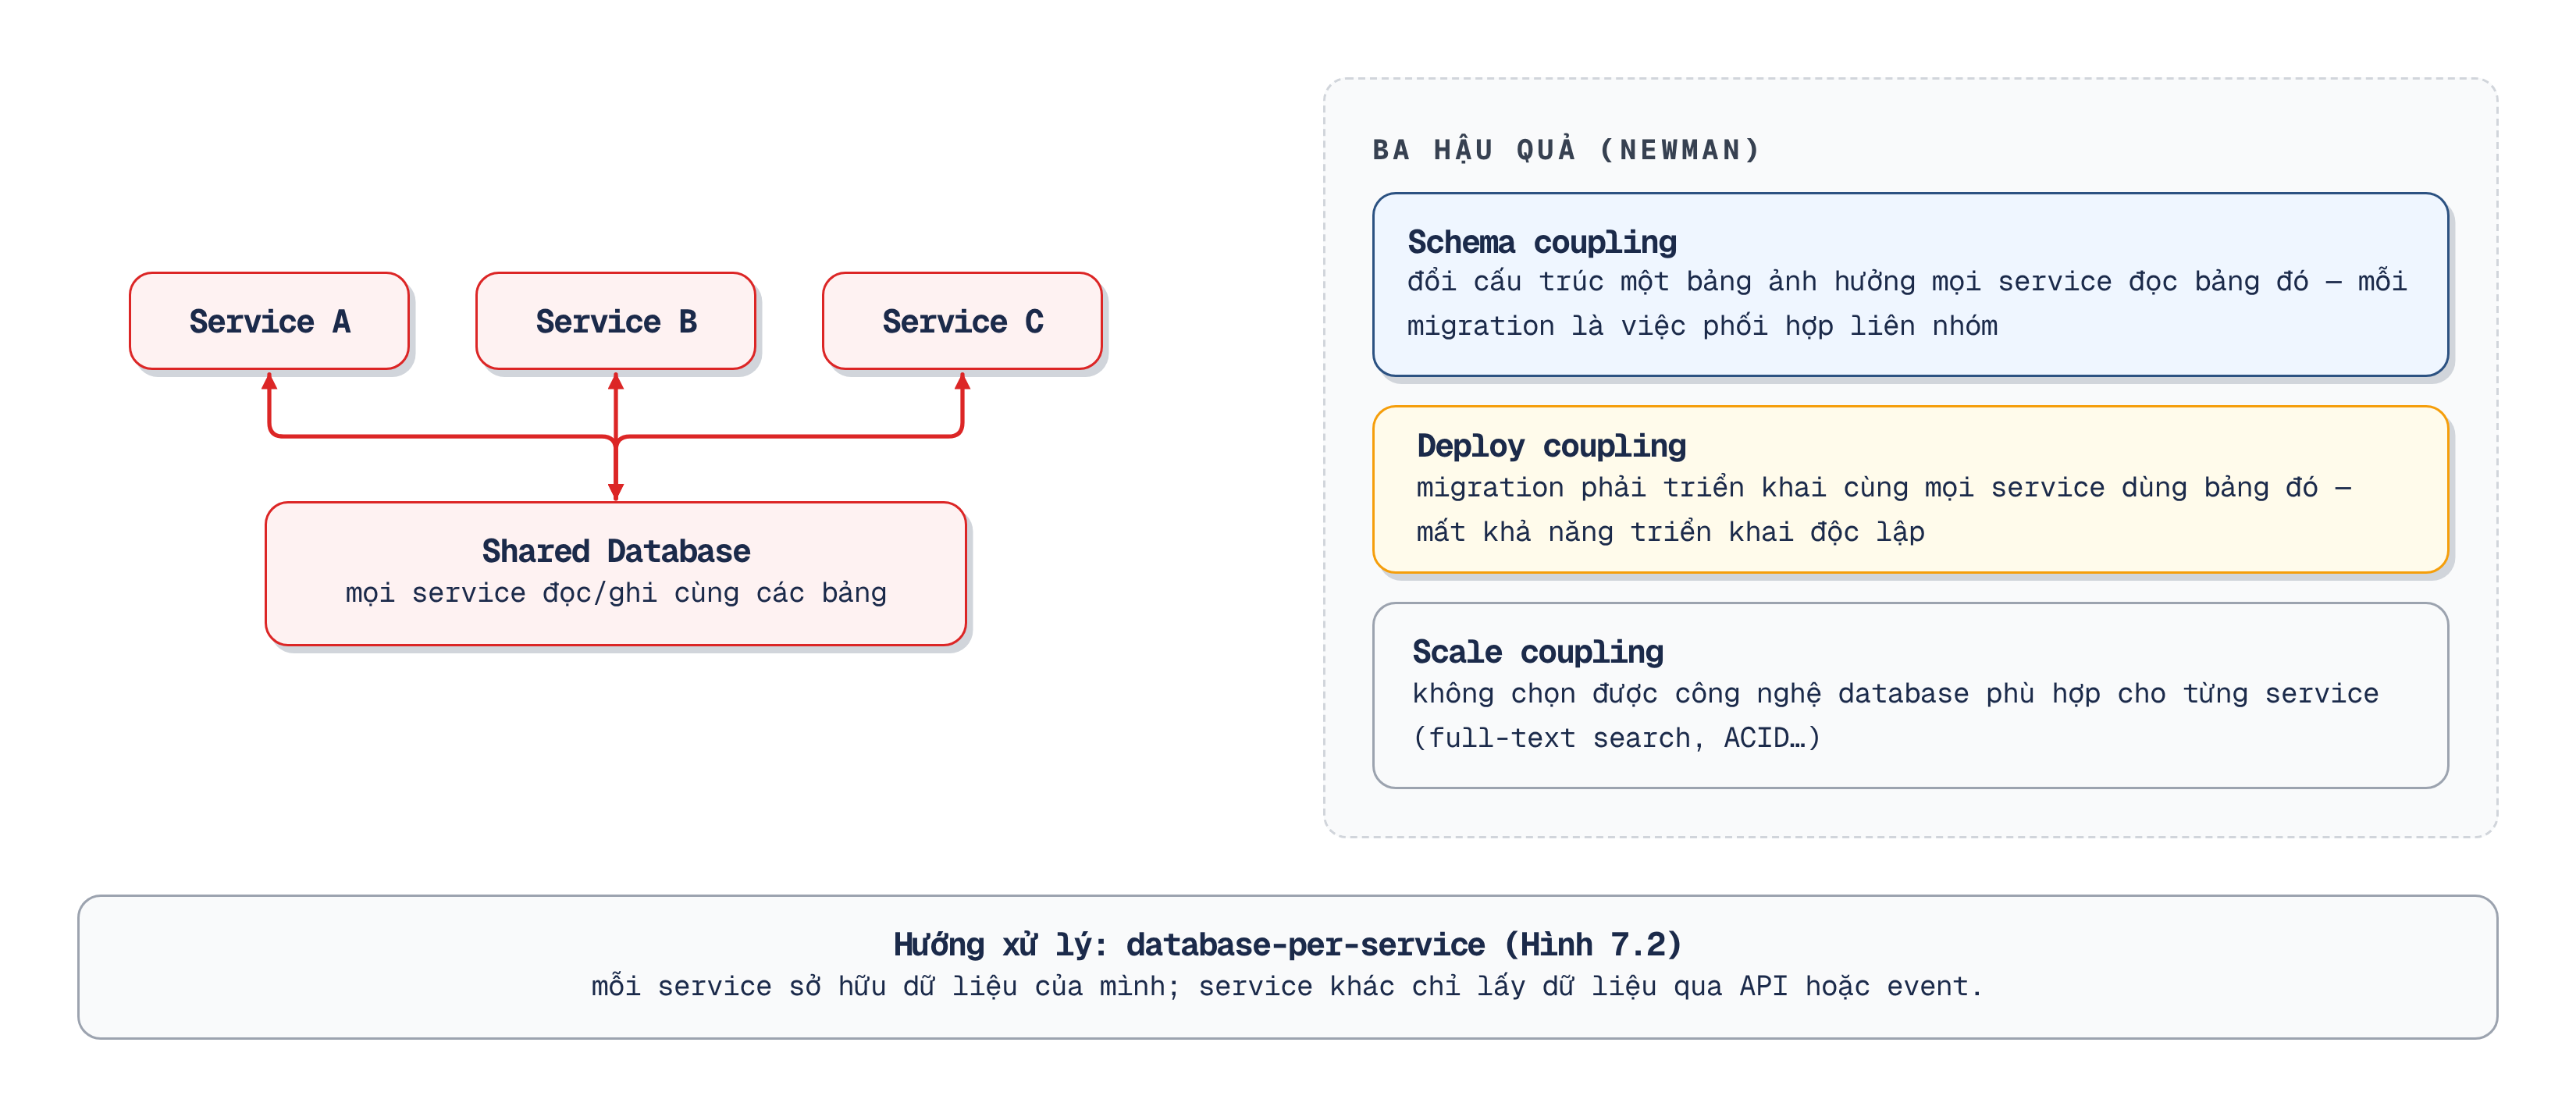 Service A
Service B
Service C
Shared Database
mọi service đọc/ghi cùng các bảng
BA HẬU QUẢ (NEWMAN)
Schema coupling
đổi cấu trúc một bảng ảnh hưởng mọi service đọc bảng đó – mỗi
migration là việc phối hợp liên nhóm
Deploy coupling
migration phải triển khai cùng mọi service dùng bảng đó –
mất khả năng triển khai độc lập
Scale coupling
không chọn được công nghệ database phù hợp cho từng service
(full-text search, ACID…)
Hướng xử lý: database-per-service (Hình 7.2)
mỗi service sở hữu dữ liệu của mình; service khác chỉ lấy dữ liệu qua API hoặc event.